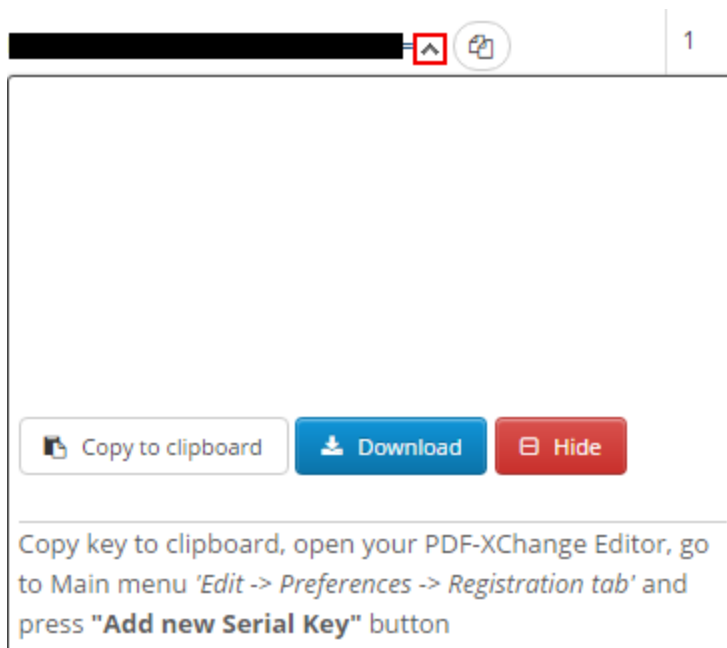 1
Copy to clipboard Download Hide
Copy key to clipboard, open your PDF-XChange Editor, go
to Main menu 'Edit -> Preferences -> Registration tab' and
press "Add new Serial Key" button